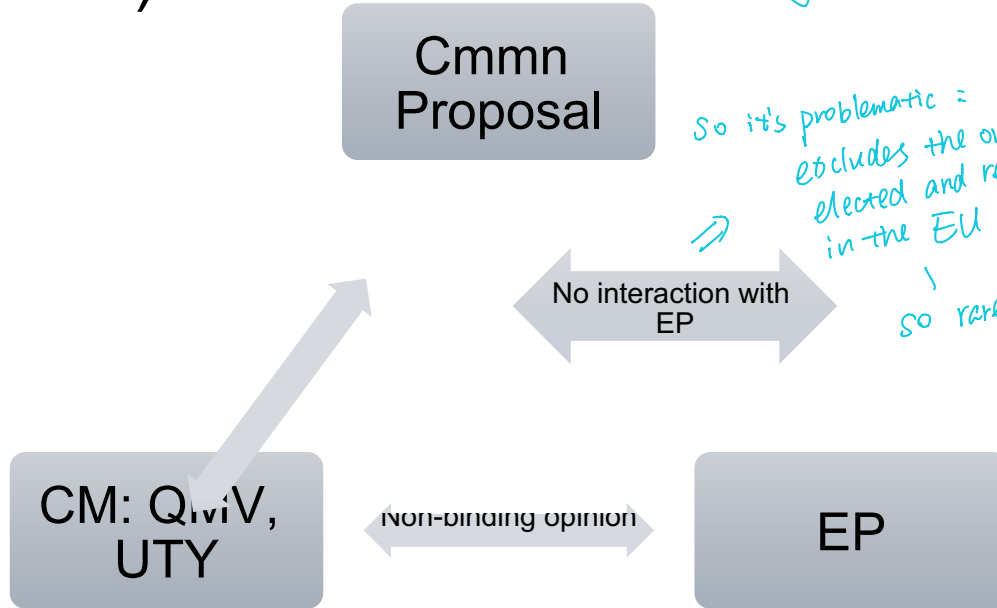 Cmmn
Proposal
So it's problematic =
excludes the
elected and
in the EU
so
No interaction with
EP
CM: QMV,
UTY
Non-binding opinion
EP